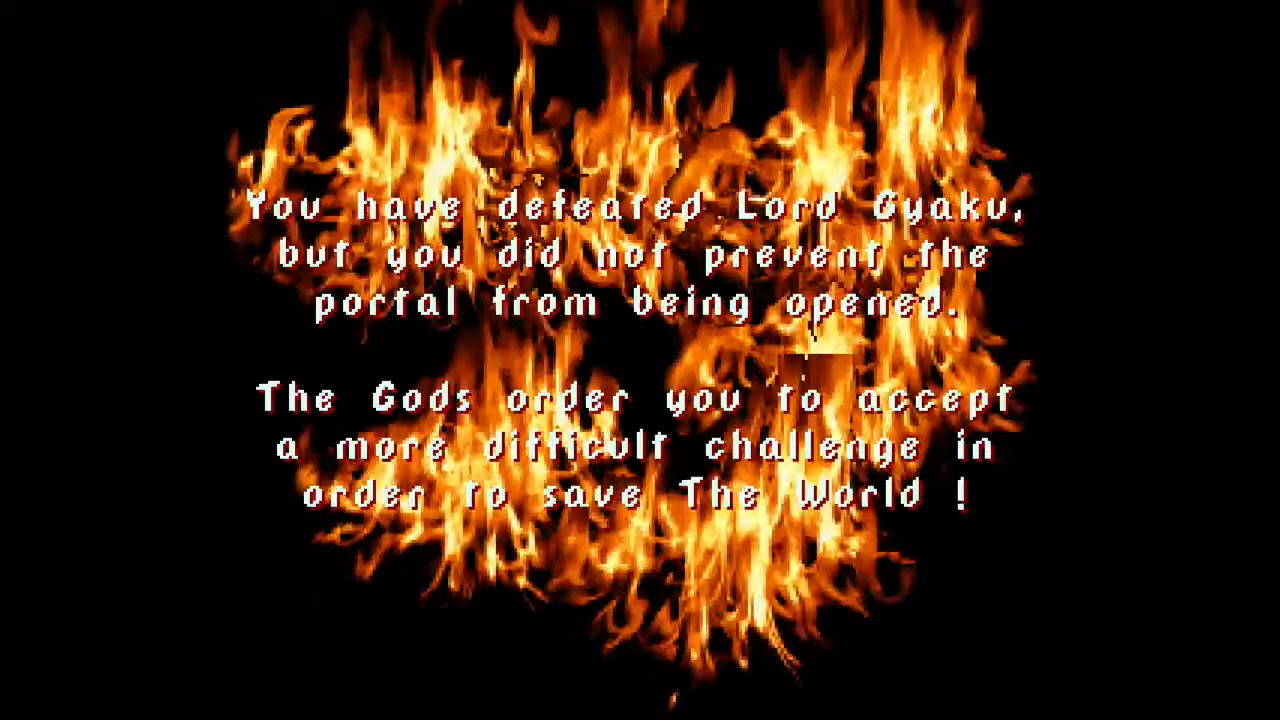 You have defeated Lord Gyaku,
but you did not prevent the
portal from being opened.
The Gods order you to accept
a more difficult challenge in
order to save The World !